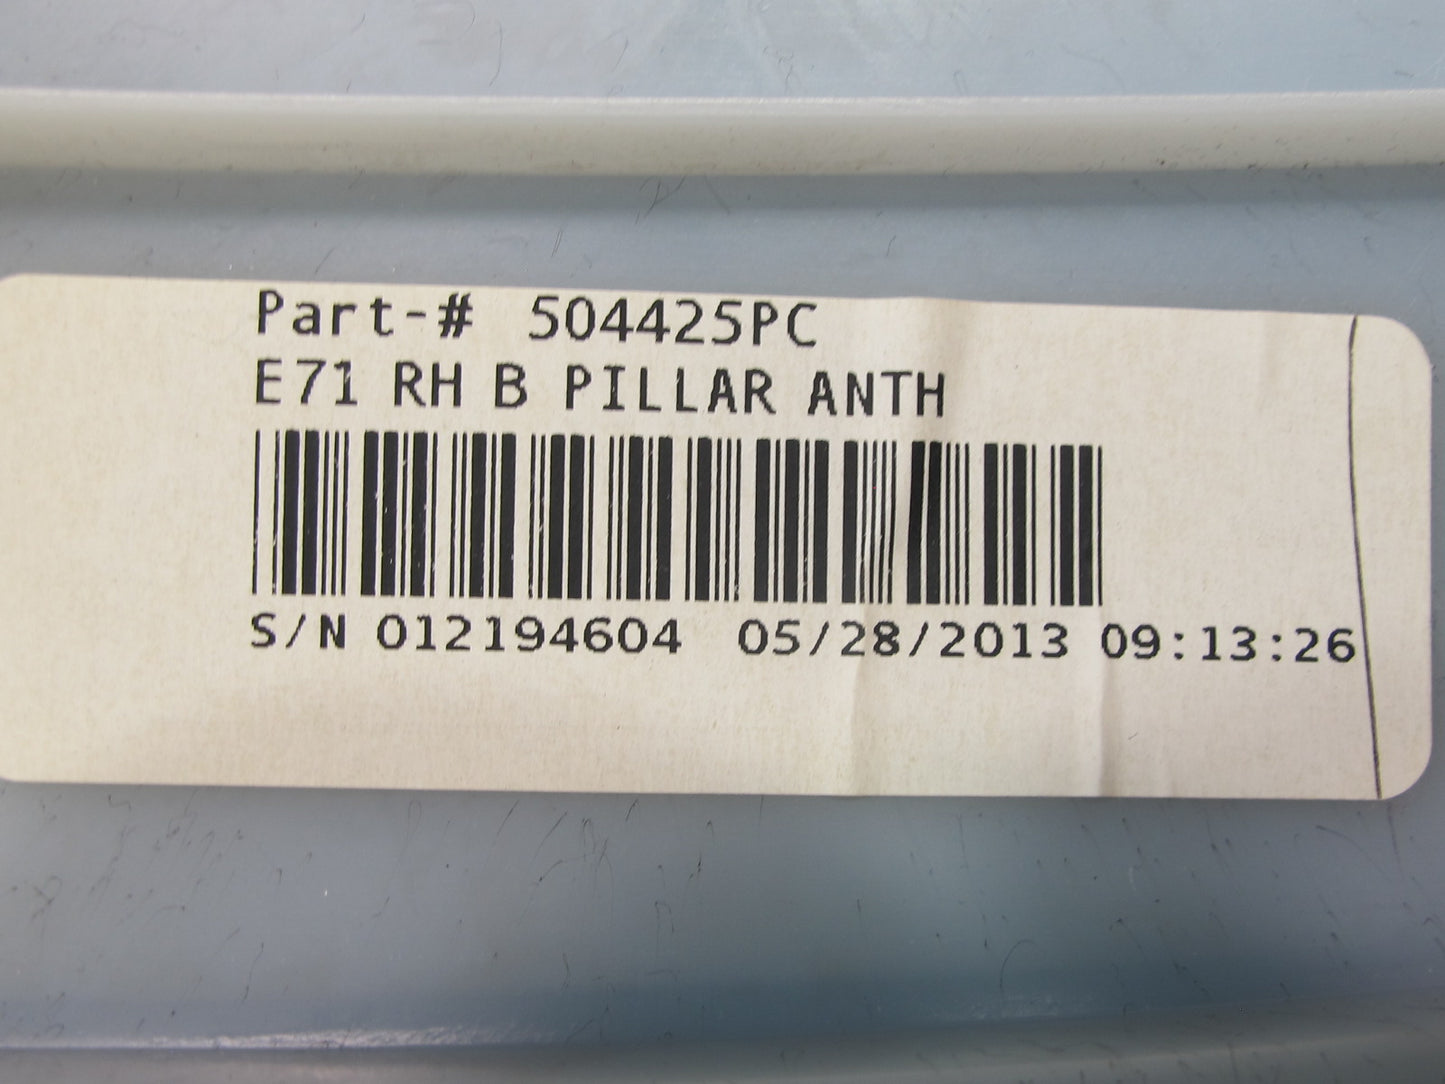 Part-# 504425PC
E71 RH B PILLAR ANTH
S/N 012194604 05/28/2013 09:13:26